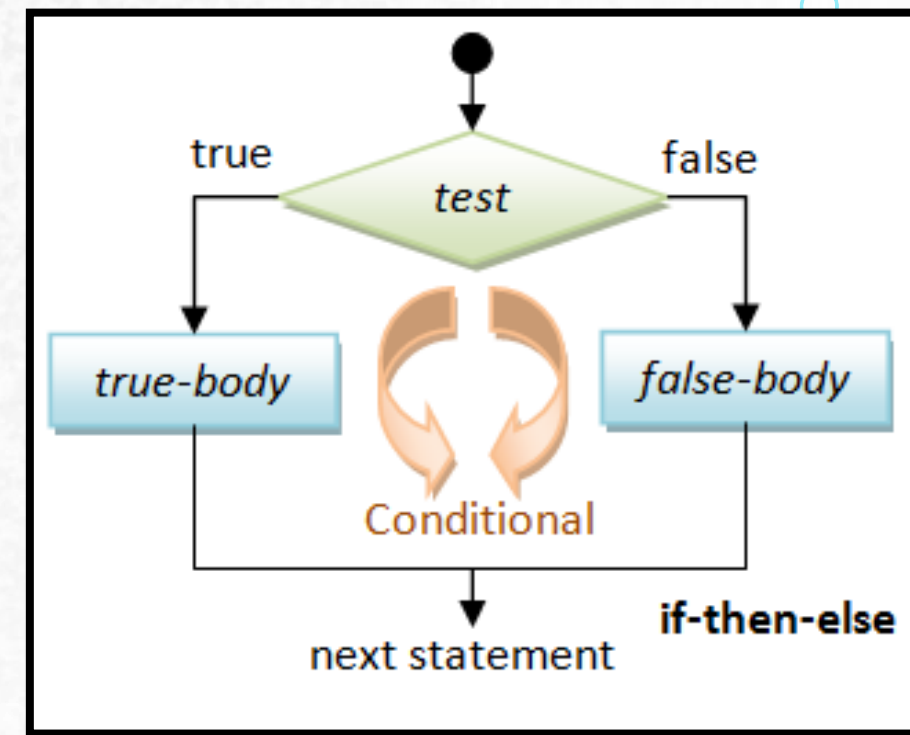 true
false
test
true-body
false-body
Conditional
if-then-else
next statement